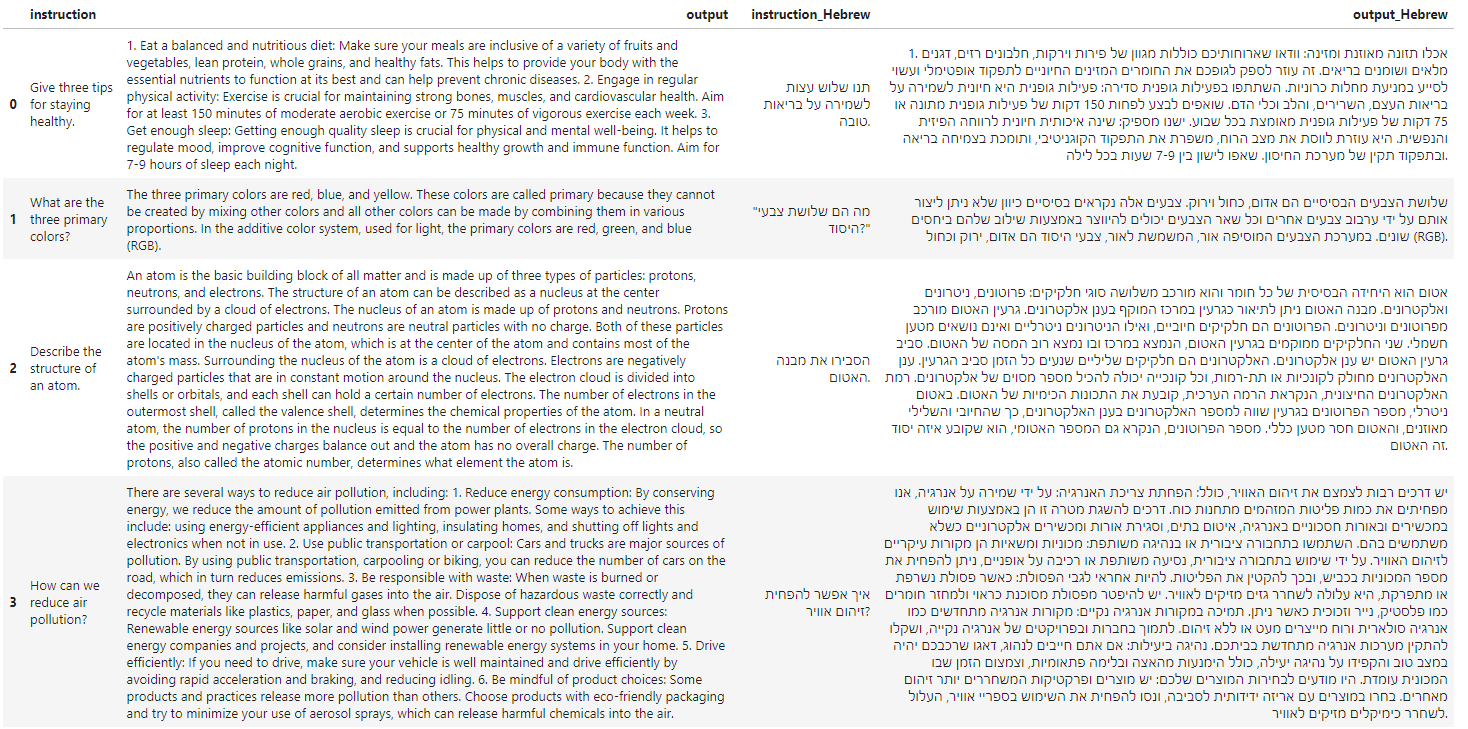 instruction output instruction_Hebrew output_Hebrew
0
Give three tips
for staying
healthy.
1. Eat a balanced and nutritious diet: Make sure your meals are inclusive of a variety of fruits and
vegetables, lean protein, whole grains, and healthy fats. This helps to provide your body with the
essential nutrients to function at its best and can help prevent chronic diseases. 2. Engage in regular
physical activity: Exercise is crucial for maintaining strong bones, muscles, and cardiovascular health. Aim
for at least 150 minutes of moderate aerobic exercise or 75 minutes of vigorous exercise each week. 3.
Get enough sleep: Getting enough quality sleep is crucial for physical and mental well-being. It helps to
regulate mood, improve cognitive function, and supports healthy growth and immune function. Aim for
7-9 hours of sleep each night.
תנו שלוש עצות
לשמירה על בריאות
טובה.
1. אכלו תזונה מאוזנת ומזינה: וודאו שארוחותיכם כוללות מגוון של פירות וירקות, חלבונים רזים, דגנים
מלאים ושומנים בריאים. זה עוזר לספק לגופכם את החומרים המזינים החיוניים לתפקוד אופטימלי ועשוי
לסייע במניעת מחלות כרוניות. השתתפו בפעילות גופנית סדירה: פעילות גופנית היא חיונית לשמירה על
בריאות העצם, השרירים, והלב וכלי הדם. שואפים לבצע לפחות 150 דקות של פעילות גופנית מתונה או
75 דקות של פעילות גופנית מאומצת בכל שבוע. ישנו מספיק: שינה איכותית חיונית לרווחה הפיזית
והנפשית. היא עוזרת לווסת את מצב הרוח, משפרת את התפקוד הקוגניטיבי, ותומכת בצמיחה בריאה
ובתפקוד תקין של מערכת החיסון. שאפו לישון בין 7-9 שעות בכל לילה.
1
What are the
three primary
colors?
The three primary colors are red, blue, and yellow. These colors are called primary because they cannot
be created by mixing other colors and all other colors can be made by combining them in various
proportions. In the additive color system, used for light, the primary colors are red, green, and blue
(RGB).
"מה הם שלושת צבעי
היסוד?"
שלושת הצבעים הבסיסיים הם אדום, כחול וירוק. צבעים אלה נקראים בסיסיים כיוון שלא ניתן ליצור
אותם על ידי ערבוב צבעים אחרים וכל שאר הצבעים יכולים להיווצר באמצעות שילוב שלהם ביחסים
שונים. במערכת הצבעים המוסיפה אור, המשמשת לאור, צבעי היסוד הם אדום, ירוק וכחול (RGB).
2
Describe the
structure of
an atom.
An atom is the basic building block of all matter and is made up of three types of particles: protons,
neutrons, and electrons. The structure of an atom can be described as a nucleus at the center
surrounded by a cloud of electrons. The nucleus of an atom is made up of protons and neutrons. Protons
are positively charged particles and neutrons are neutral particles with no charge. Both of these particles
are located in the nucleus of the atom, which is at the center of the atom and contains most of the
atom's mass. Surrounding the nucleus of the atom is a cloud of electrons. Electrons are negatively
charged particles that are in constant motion around the nucleus. The electron cloud is divided into
shells or orbitals, and each shell can hold a certain number of electrons. The number of electrons in the
outermost shell, called the valence shell, determines the chemical properties of the atom. In a neutral
atom, the number of protons in the nucleus is equal to the number of electrons in the electron cloud, so
the positive and negative charges balance out and the atom has no overall charge. The number of
protons, also called the atomic number, determines what element the atom is.
הסבירו את מבנה
האטום.
אטום הוא היחידה הבסיסית של כל חומר והוא מורכב משלושה סוגי חלקיקים: פרוטונים, ניטרונים
ואלקטרונים. מבנה האטום ניתן לתיאור כגרעין במרכז המוקף בענן אלקטרונים. גרעין האטום מורכב
מפרוטונים וניטרונים. הפרוטונים הם חלקיקים חיוביים, ואילו הניטרונים ניטרליים ואינם נושאים מטען
חשמלי. שני החלקיקים ממוקמים בגרעין האטום, הנמצא במרכז ובו נמצא רוב המסה של האטום. סביב
גרעין האטום יש ענן אלקטרונים. האלקטרונים הם חלקיקים שליליים שנעים כל הזמן סביב הגרעין. ענן
האלקטרונים מחולק לקונכיות או תת-רמות, וכל קונכייה יכולה להכיל מספר מסוים של אלקטרונים. רמת
האלקטרונים החיצונית, הנקראת הרמה הערכית, קובעת את התכונות הכימיות של האטום. באטום
ניטרלי, מספר הפרוטונים בגרעין שווה למספר האלקטרונים בענן האלקטרונים, כך שהחיובי והשלילי
מאוזנים, והאטום חסר מטען כללי. מספר הפרוטונים, הנקרא גם המספר האטומי, הוא שקובע איזה יסוד
זה האטום.
3
How can we
reduce air
pollution?
There are several ways to reduce air pollution, including: 1. Reduce energy consumption: By conserving
energy, we reduce the amount of pollution emitted from power plants. Some ways to achieve this
include: using energy-efficient appliances and lighting, insulating homes, and shutting off lights and
electronics when not in use. 2. Use public transportation or carpool: Cars and trucks are major sources of
pollution. By using public transportation, carpooling or biking, you can reduce the number of cars on the
road, which in turn reduces emissions. 3. Be responsible with waste: When waste is burned or
decomposed, they can release harmful gases into the air. Dispose of hazardous waste correctly and
recycle materials like plastics, paper, and glass when possible. 4. Support clean energy sources:
Renewable energy sources like solar and wind power generate little or no pollution. Support clean
energy companies and projects, and consider installing renewable energy systems in your home. 5. Drive
efficiently: If you need to drive, make sure your vehicle is well maintained and drive efficiently by
avoiding rapid acceleration and braking, and reducing idling. 6. Be mindful of product choices: Some
products and practices release more pollution than others. Choose products with eco-friendly packaging
and try to minimize your use of aerosol sprays, which can release harmful chemicals into the air.
איך אפשר להפחית
זיהום אוויר?
יש דרכים רבות לצמצם את זיהום האוויר, כולל: הפחתת צריכת האנרגיה: על ידי שמירה על אנרגיה, אנו
מפחיתים את כמות פליטות המזהמים מתחנות כוח. דרכים להשגת מטרה זו הן באמצעות שימוש
במכשירים ובאורות חסכוניים באנרגיה, איטום בתים, וסגירת אורות ומכשירים אלקטרוניים כשלא
משתמשים בהם. השתמשו בתחבורה ציבורית או בנהיגה משותפת: מכוניות ומשאיות הן מקורות עיקריים
לזיהום האוויר. על ידי שימוש בתחבורה ציבורית, נסיעה משותפת או רכיבה על אופניים, ניתן להפחית את
מספר המכוניות בכביש, ובכך להקטין את הפליטות. להיות אחראי לגבי הפסולת: כאשר פסולת נשרפת
או מתפרקת, היא עלולה לשחרר גזים מזיקים לאוויר. יש להיפטר מפסולת מסוכנת כראוי ולמחזר חומרים
כמו פלסטיק, נייר וזכוכית כאשר ניתן. תמיכה במקורות אנרגיה נקיים: מקורות אנרגיה מתחדשים כמו
אנרגיה סולארית ורוח מייצרים מעט או ללא זיהום. לתמוך בחברות ובפרויקטים של אנרגיה נקייה, ושקלו
להתקין מערכות אנרגיה מתחדשת בביתכם. נהיגה ביעילות: אם אתם חייבים לנהוג, דאגו שרכבכם יהיה
במצב טוב והקפידו על נהיגה יעילה, כולל הימנעות מהאצה ובלימה פתאומיות, וצמצום הזמן שבו
המכונית עומדת. היו מודעים לבחירות המוצרים שלכם: יש מוצרים ופרקטיקות המשחררים יותר זיהום
מאחרים. בחרו במוצרים עם אריזה ידידותית לסביבה, ונסו להפחית את השימוש בספריי אוויר, העלול
לשחרר כימיקלים מזיקים לאוויר.